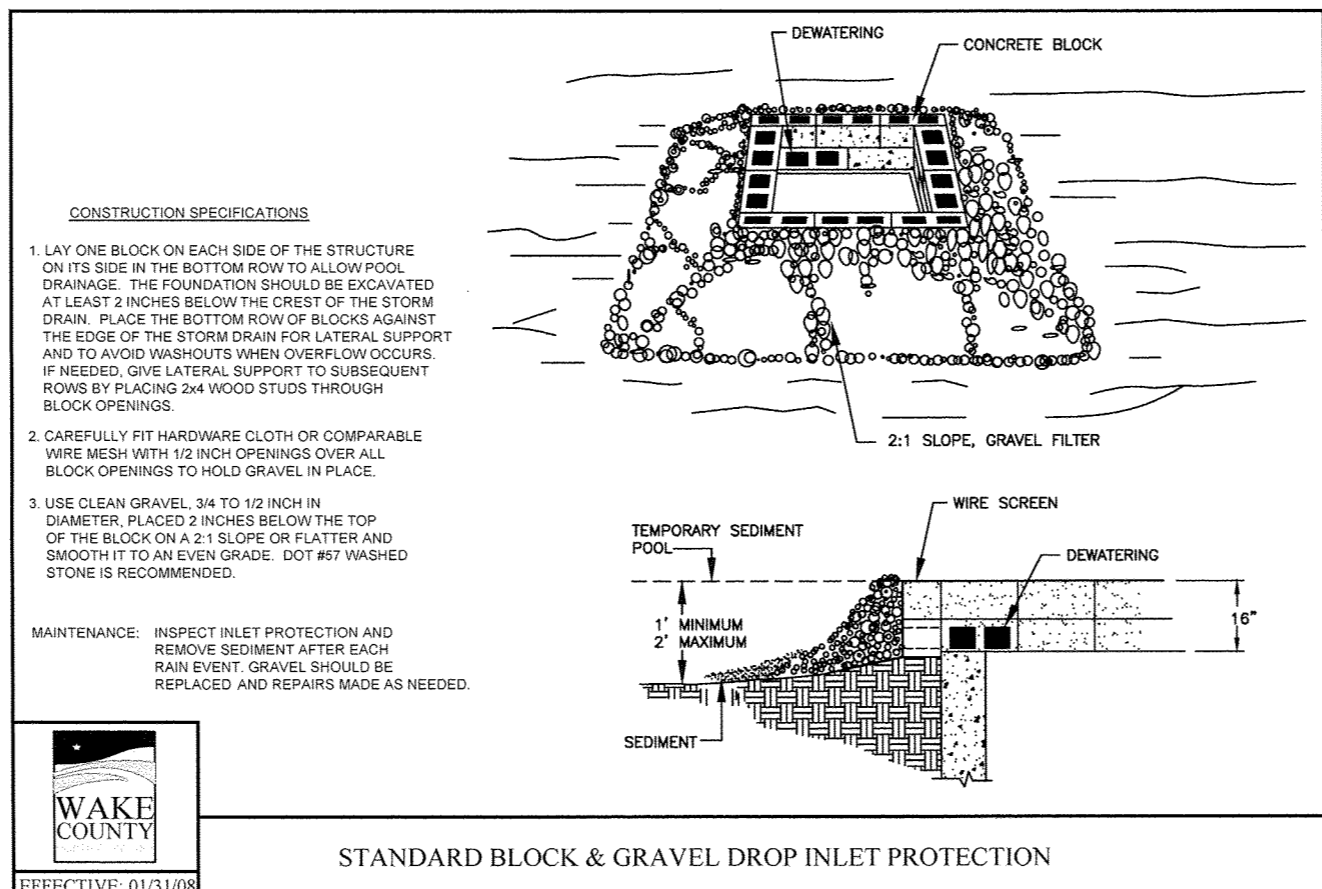 DEWATERING
CONCRETE BLOCK
2:1 SLOPE, GRAVEL FILTER
CONSTRUCTION SPECIFICATIONS
1. LAY ONE BLOCK ON EACH SIDE OF THE STRUCTURE
ON ITS SIDE IN THE BOTTOM ROW TO ALLOW POOL
DRAINAGE. THE FOUNDATION SHOULD BE EXCAVATED
AT LEAST 2 INCHES BELOW THE CREST OF THE STORM
DRAIN. PLACE THE BOTTOM ROW OF BLOCKS AGAINST
THE EDGE OF THE STORM DRAIN FOR LATERAL SUPPORT
AND TO AVOID WASHOUTS WHEN OVERFLOW OCCURS.
IF NEEDED, GIVE LATERAL SUPPORT TO SUBSEQUENT
ROWS BY PLACING 2x4 WOOD STUDS THROUGH
BLOCK OPENINGS.
2. CAREFULLY FIT HARDWARE CLOTH OR COMPARABLE
WIRE MESH WITH 1/2 INCH OPENINGS OVER ALL
BLOCK OPENINGS TO HOLD GRAVEL IN PLACE.
3. USE CLEAN GRAVEL, 3/4 TO 1/2 INCH IN
DIAMETER, PLACED 2 INCHES BELOW THE TOP
OF THE BLOCK ON A 2:1 SLOPE OR FLATTER AND
SMOOTH IT TO AN EVEN GRADE. DOT #57 WASHED
STONE IS RECOMMENDED.
MAINTENANCE: INSPECT INLET PROTECTION AND
REMOVE SEDIMENT AFTER EACH
RAIN EVENT. GRAVEL SHOULD BE
REPLACED AND REPAIRS MADE AS NEEDED.
WIRE SCREEN
TEMPORARY SEDIMENT
POOL
DEWATERING
1' MINIMUM
2' MAXIMUM
16"
SEDIMENT
WAKE
COUNTY
EFFECTIVE: 01/31/08
STANDARD BLOCK & GRAVEL DROP INLET PROTECTION